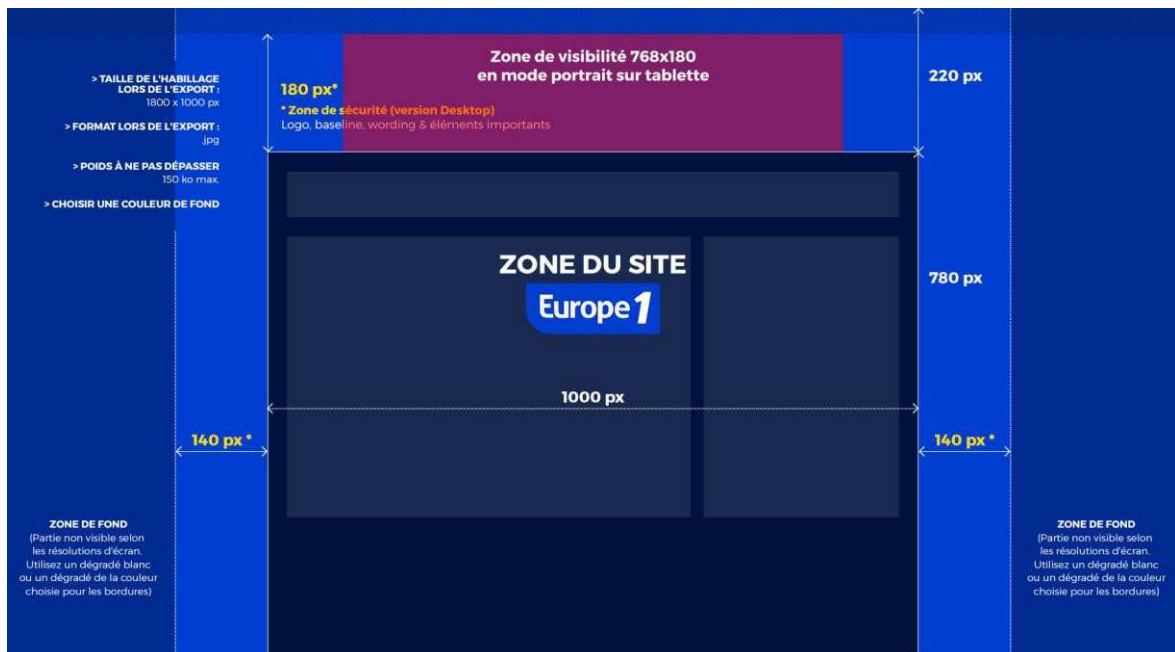 > TAILLE DE L'HABILLAGE
LORS DE L'EXPORT :
1800 x 1000 px
> FORMAT LORS DE L'EXPORT :
.jpg
> POIDS À NE PAS DÉPASSER
150 ko max.
> CHOISIR UNE COULEUR DE FOND
Zone de visibilité 768x180
en mode portrait sur tablette
180 px*
* Zone de sécurité (version Desktop)
Logo, baseline, wording & éléments importants
220 px
ZONE DU SITE
Europe 1
780 px
1000 px
140 px *
140 px *
ZONE DE FOND
(Partie non visible selon
les résolutions d'écran.
Utilisez un dégradé blanc
ou un dégradé de la couleur
choisie pour les bordures)
ZONE DE FOND
(Partie non visible selon
les résolutions d'écran.
Utilisez un dégradé blanc
ou un dégradé de la couleur
choisie pour les bordures)